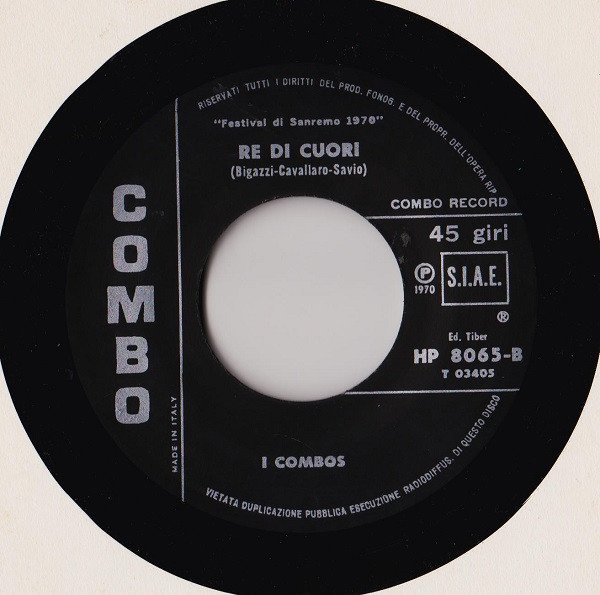 RISERVATI TUTTI I DIRITTI DEL PROD. FONOG. E DEL PROPR. DELL'OPERA RIP.
"Festival di Sanremo 1970"
RE DI CUORI
(Bigazzi-Cavallaro-Savio)
COMBO
COMBO RECORD
45 giri
P
1970
S.I.A.E.
®
Ed. Tiber
HP 8065-B
T 03405
MADE IN ITALY
I COMBOS
VIETATA DUPLICAZIONE PUBBLICA ESECUZIONE RADIODIFFUS. DI QUESTO DISCO